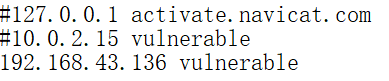 #127.0.0.1 activate.navicat.com
#10.0.2.15 vulnerable
192.168.43.136 vulnerable